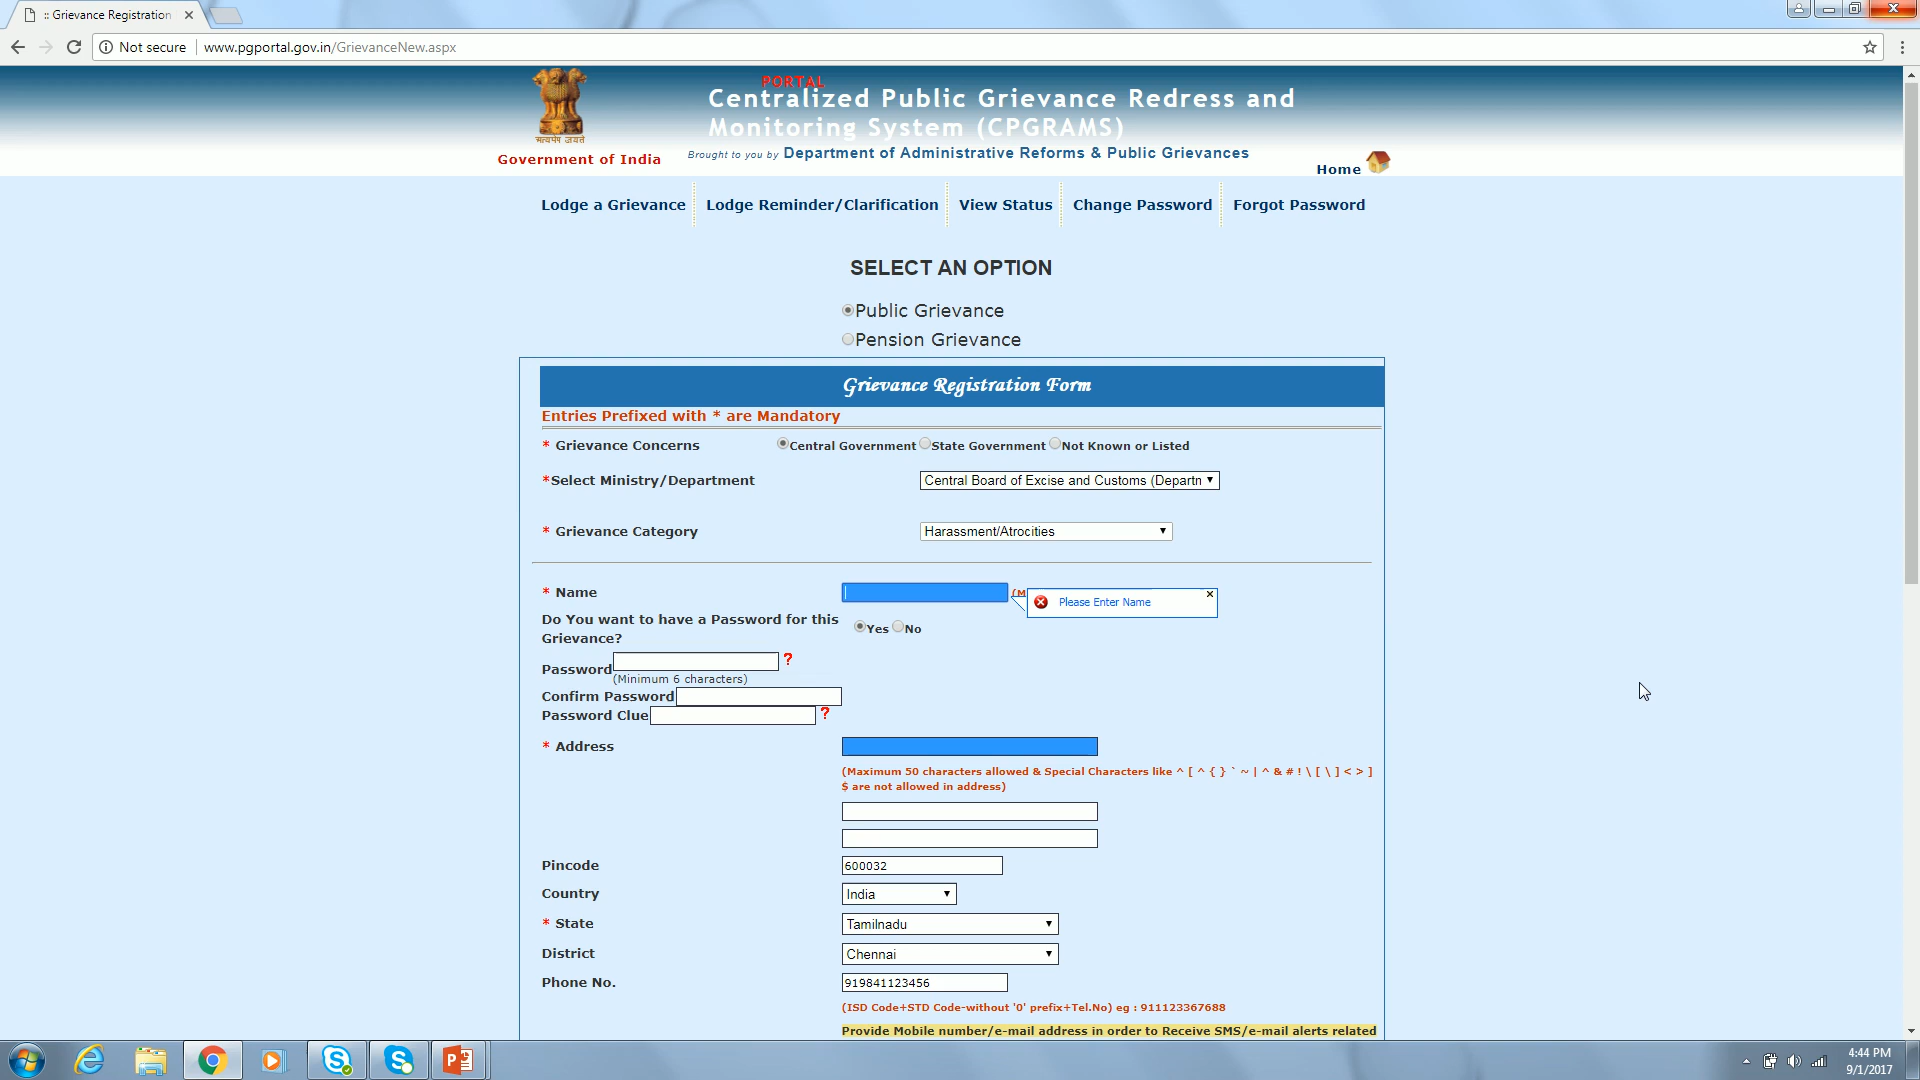 :: Grievance Registration
Not secure www.pgportal.gov.in/GrievanceNew.aspx
PORTAL
Centralized Public Grievance Redress and
Monitoring System (CPGRAMS)
सत्यमेव जयते
Government of India
Brought to you by Department of Administrative Reforms & Public Grievances
Home
Lodge a Grievance Lodge Reminder/Clarification View Status Change Password Forgot Password
SELECT AN OPTION
Public Grievance
Pension Grievance
Grievance Registration Form
Entries Prefixed with * are Mandatory
* Grievance Concerns Central Government State Government Not Known or Listed
*Select Ministry/Department Central Board of Excise and Customs (Departn
* Grievance Category Harassment/Atrocities
* Name (M Please Enter Name
Do You want to have a Password for this
Grievance? Yes No
Password ?
(Minimum 6 characters)
Confirm Password
Password Clue ?
* Address
(Maximum 50 characters allowed & Special Characters like ^ [ ^ { } ` ~ | ^ & # ! \ [ \ ] < > ]
$ are not allowed in address)
Pincode 600032
Country India
* State Tamilnadu
District Chennai
Phone No. 919841123456
(ISD Code+STD Code-without '0' prefix+Tel.No) eg : 911123367688
Provide Mobile number/e-mail address in order to Receive SMS/e-mail alerts related
4:44 PM
9/1/2017